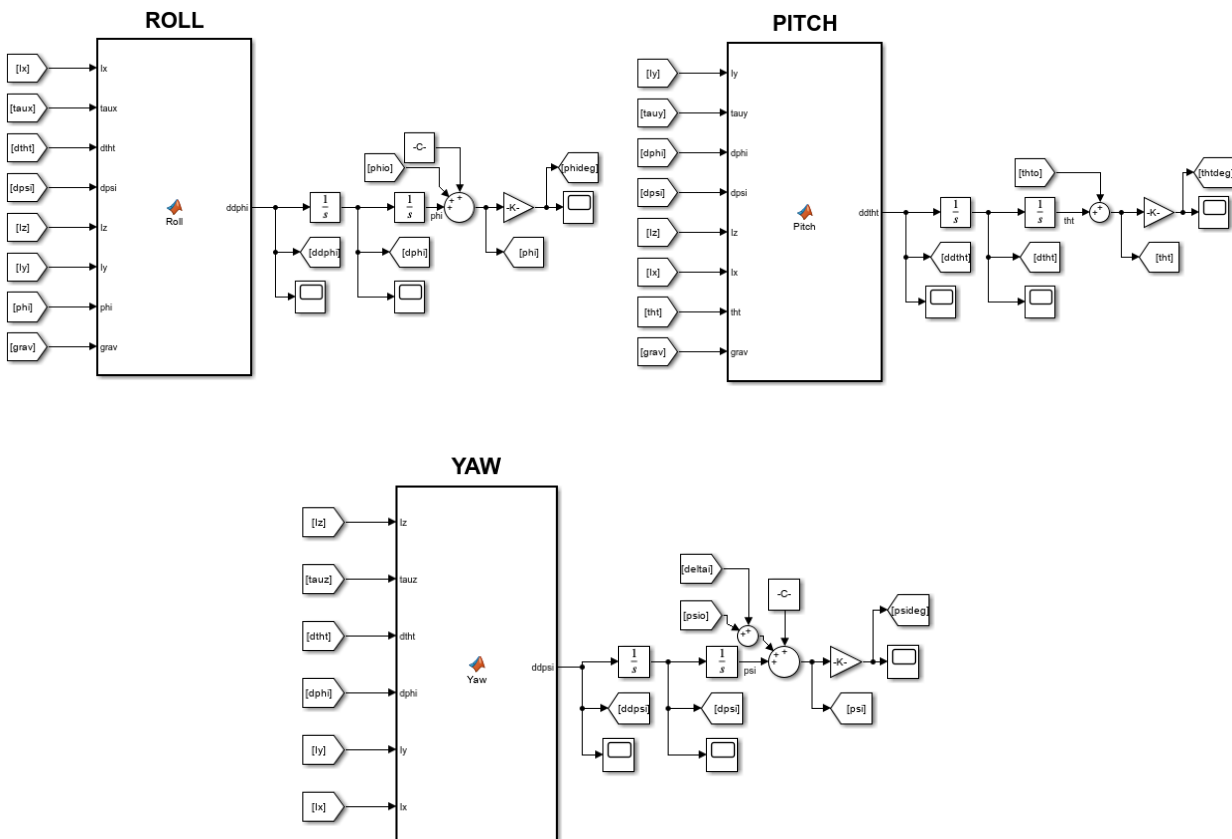 ROLL
[Ix]
Ix
[taux]
taux
[dtht]
dtht
[dpsi]
dpsi
[Iz]
Iz
[Iy]
Iy
[phi]
phi
[grav]
grav
Roll
ddphi
1
s
[ddphi]
1
s
phi
[dphi]
[phio]
-C-
+
+
+
-K-
[phideg]
[phi]
PITCH
[Iy]
Iy
[tauy]
tauy
[dphi]
dphi
[dpsi]
dpsi
[Iz]
Iz
[Ix]
Ix
[tht]
tht
[grav]
grav
Pitch
ddtht
1
s
[ddtht]
1
s
tht
[dtht]
[thto]
+
+
-K-
[thtdeg]
[tht]
YAW
[Iz]
Iz
[tauz]
tauz
[dtht]
dtht
[dphi]
dphi
[Iy]
Iy
[Ix]
Ix
Yaw
ddpsi
1
s
[ddpsi]
1
s
psi
[dpsi]
[deltai]
[psio]
+
+
-C-
+
+
+
-K-
[psideg]
[psi]